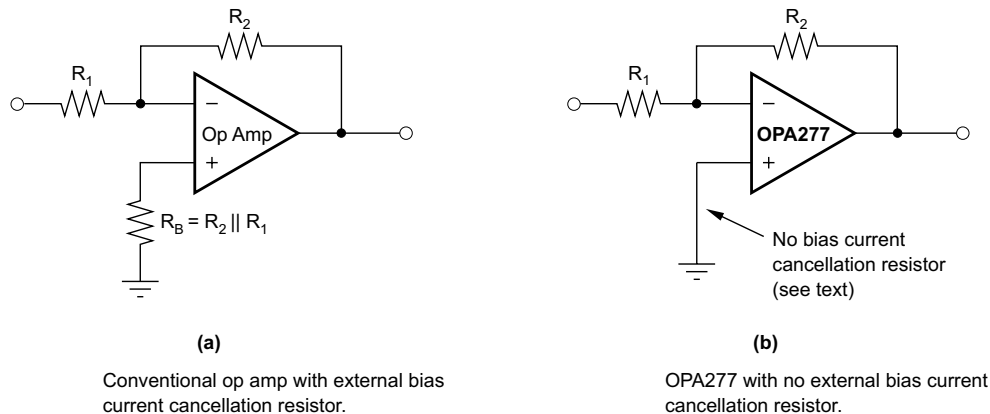 R2
R1
−
Op Amp
+
RB = R2 || R1
(a)
Conventional op amp with external bias
current cancellation resistor.
R2
R1
−
OPA277
+
No bias current
cancellation resistor
(see text)
(b)
OPA277 with no external bias current
cancellation resistor.